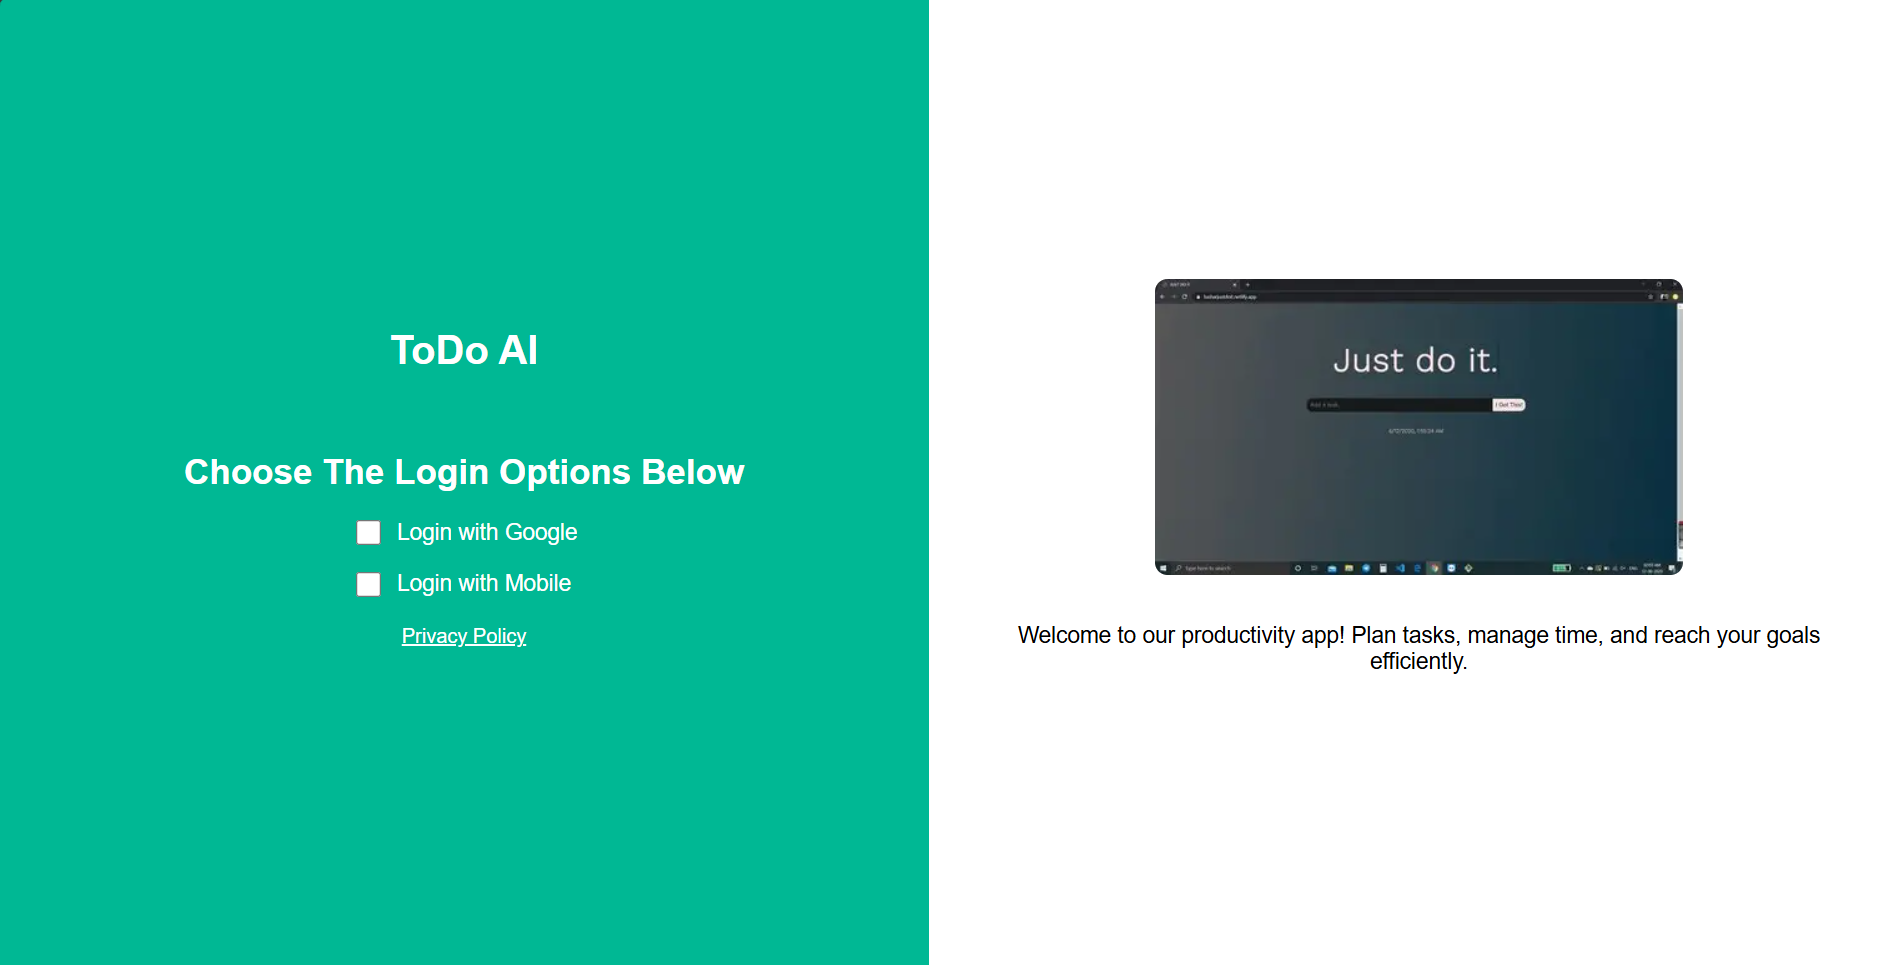 ToDo AI
Choose The Login Options Below
Login with Google
Login with Mobile
Privacy Policy
Just do it.
Add a task.
I Got This!
Type here to search
Welcome to our productivity app! Plan tasks, manage time, and reach your goals
efficiently.